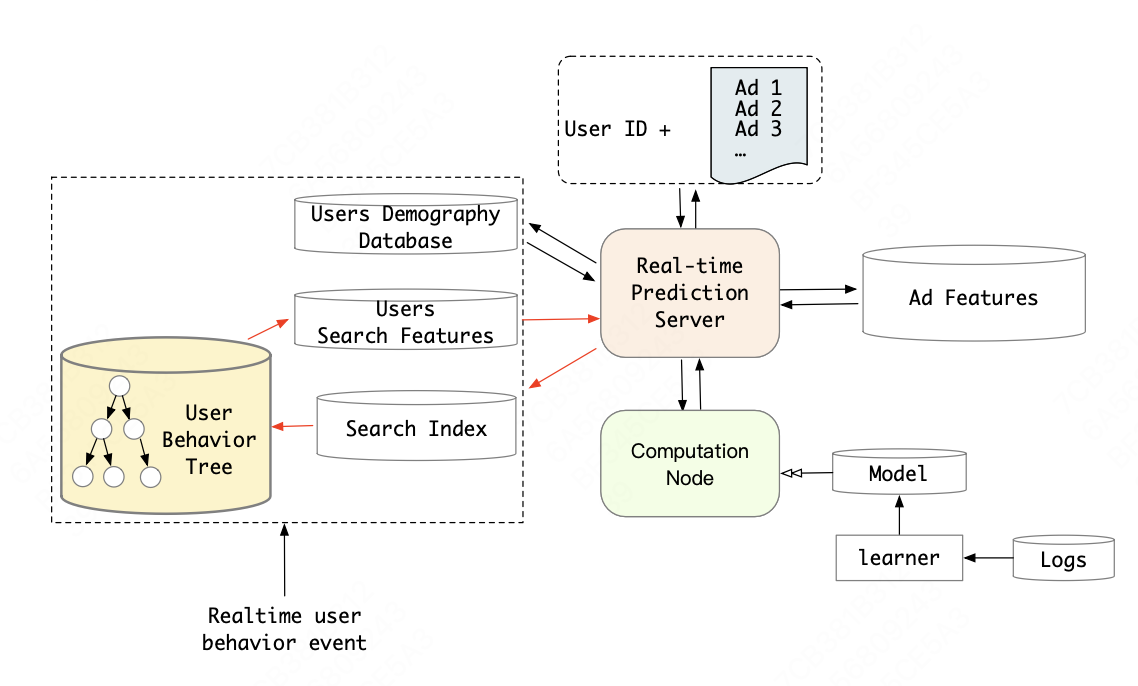 Ad 1
Ad 2
User ID +
Ad 3
…
Users Demography
Database
Real-time
Prediction
Server
Ad Features
Users
Search Features
User
Behavior
Tree
Search Index
Computation
Node
Model
learner
Logs
Realtime user
behavior event